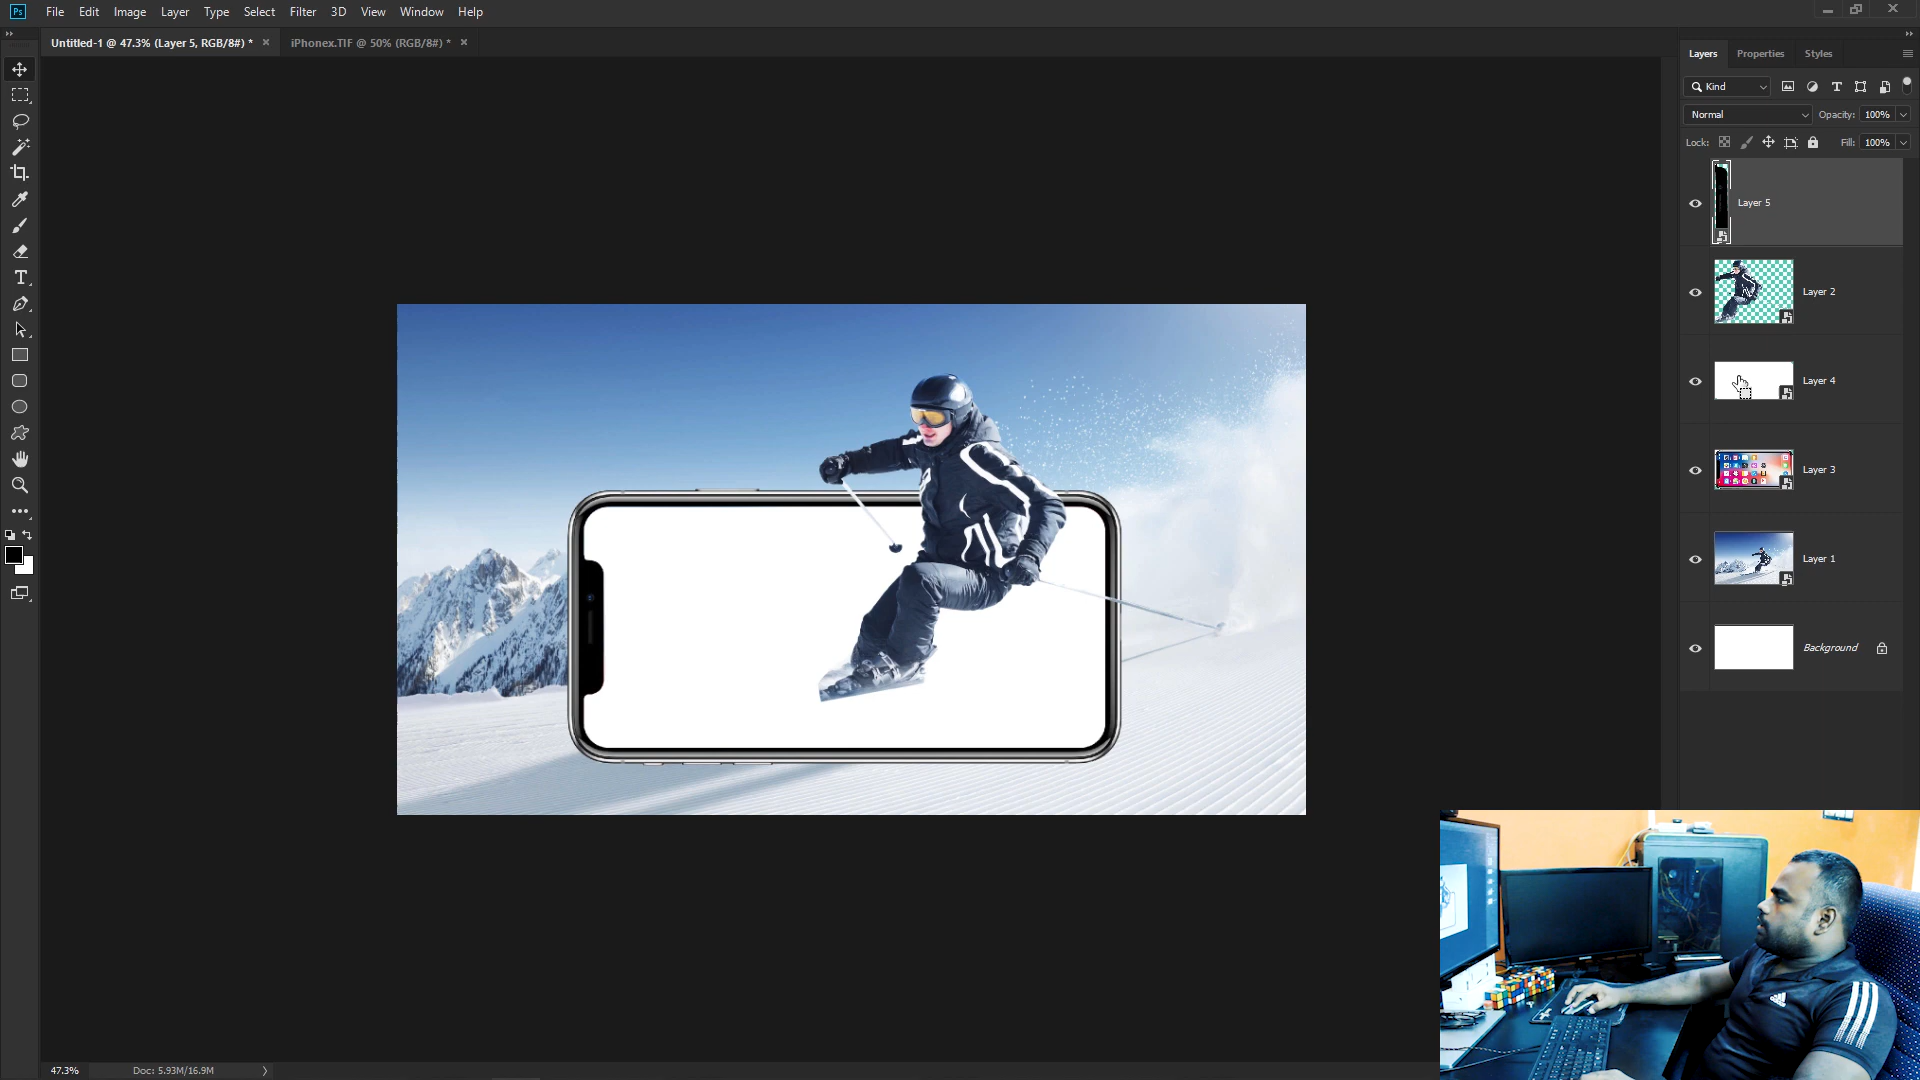 Ps File Edit Image Layer Type Select Filter 3D View Window Help
Untitled-1 @ 47.3% (Layer 5, RGB/8#) * iPhonex.TIF @ 50% (RGB/8#) *
Layers Properties Styles
Kind
Normal Opacity: 100%
Lock: Fill: 100%
Layer 5
Layer 2
Layer 4
Layer 3
Layer 1
Background
adidas
47.3% Doc: 5.93M/16.9M